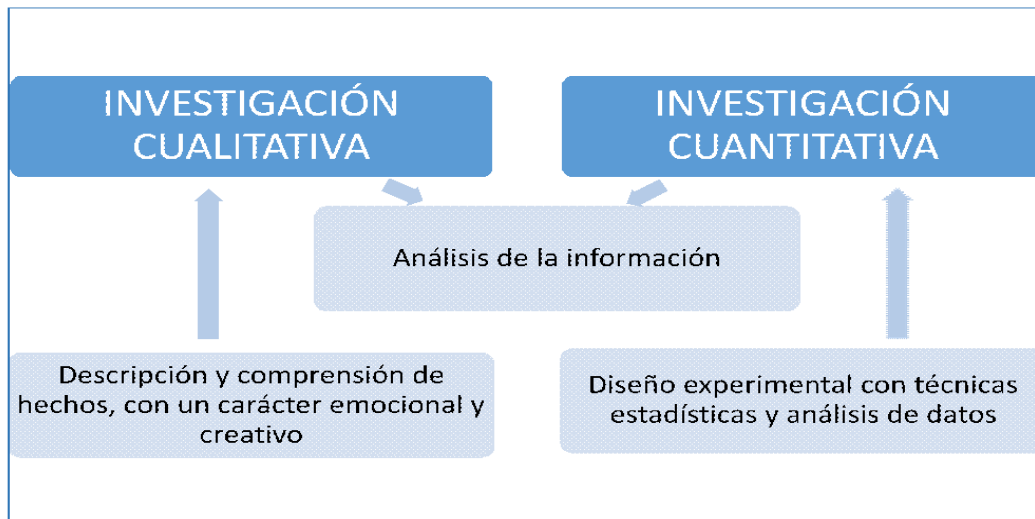 INVESTIGACIÓN
CUALITATIVA
INVESTIGACIÓN
CUANTITATIVA
Análisis de la información
Descripción y comprensión de
hechos, con un carácter emocional y
creativo
Diseño experimental con técnicas
estadísticas y análisis de datos